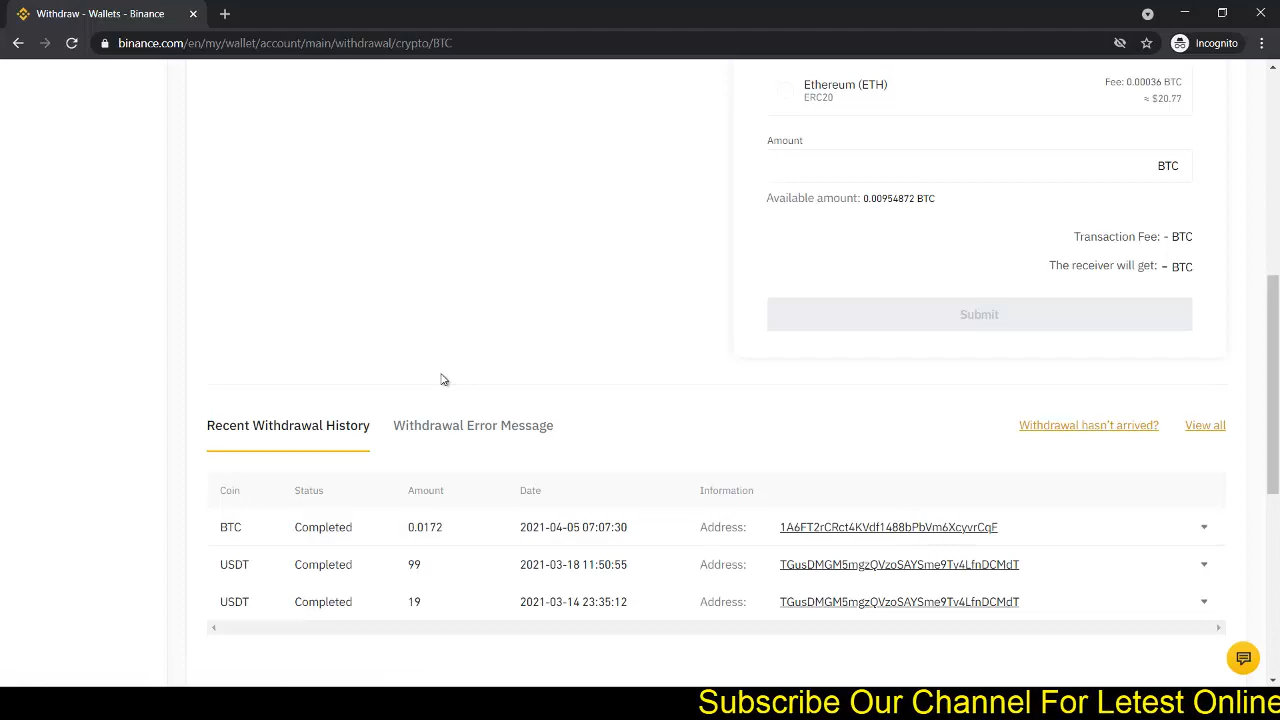 Withdraw - Wallets - Binance
binance.com/en/my/wallet/account/main/withdrawal/crypto/BTC
Incognito
Ethereum (ETH)
ERC20
Fee: 0.00036 BTC
≈ $20.77
Amount
BTC
Available amount: 0.00954872 BTC
Transaction Fee: - BTC
The receiver will get: - BTC
Submit
Recent Withdrawal History Withdrawal Error Message Withdrawal hasn't arrived? View all
Coin Status Amount Date Information
BTC Completed 0.0172 2021-04-05 07:07:30 Address: 1A6FT2rCRct4KVdf1488bPbVm6XcyvrCqF
USDT Completed 99 2021-03-18 11:50:55 Address: TGusDMGM5mgzQVzoSAYSme9Tv4LfnDCMdT
USDT Completed 19 2021-03-14 23:35:12 Address: TGusDMGM5mgzQVzoSAYSme9Tv4LfnDCMdT
Subscribe Our Channel For Letest Online